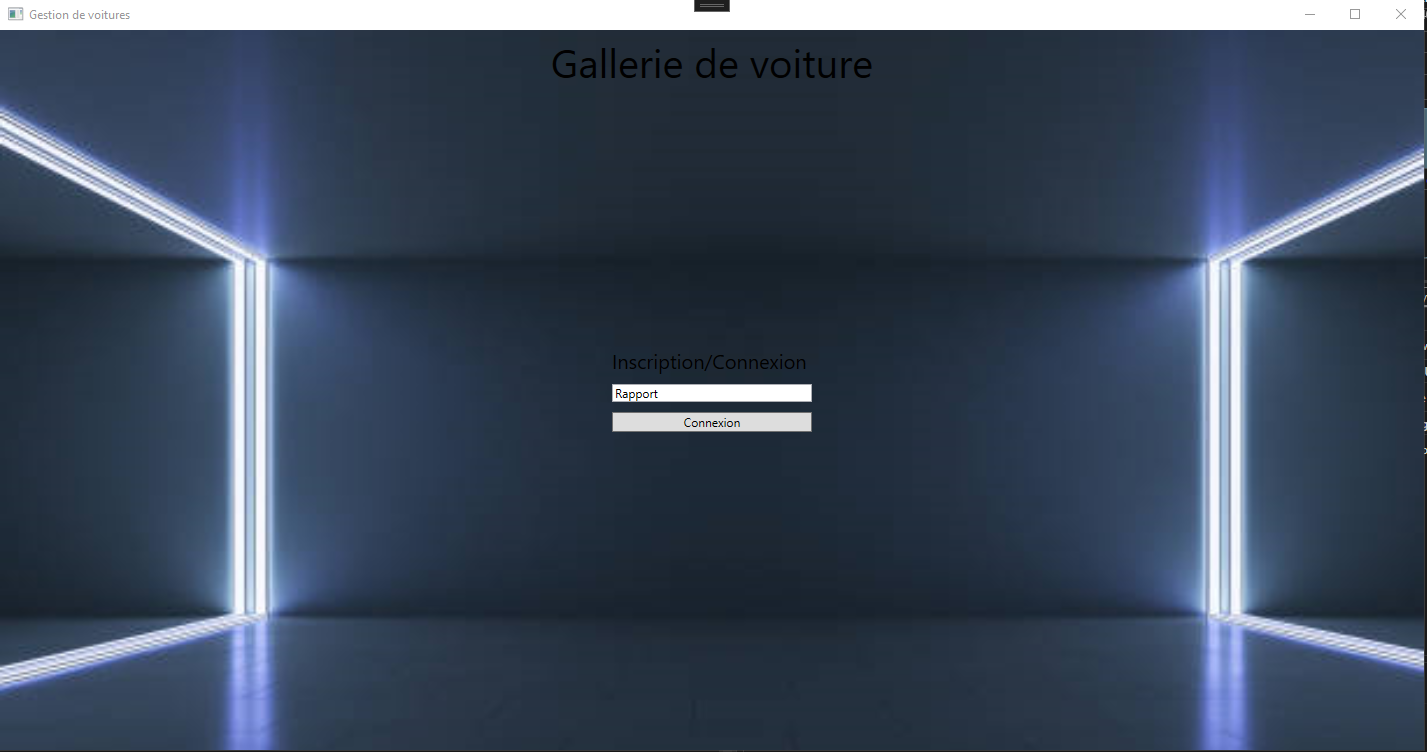 Gestion de voitures
Gallerie de voiture
Inscription/Connexion
Rapport
Connexion